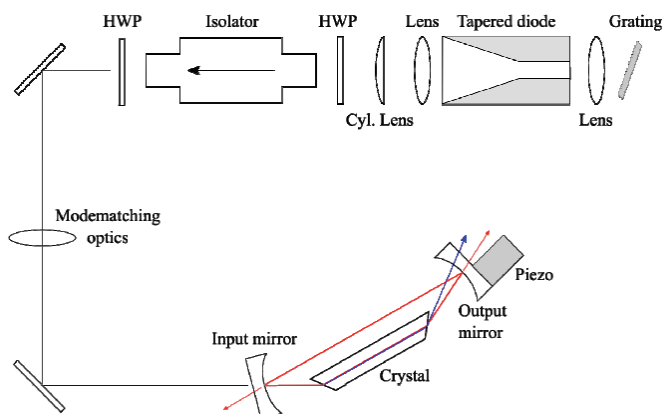 HWP
Isolator
HWP
Lens
Tapered diode
Grating
Cyl. Lens
Lens
Modematching
optics
Piezo
Output
mirror
Input mirror
Crystal